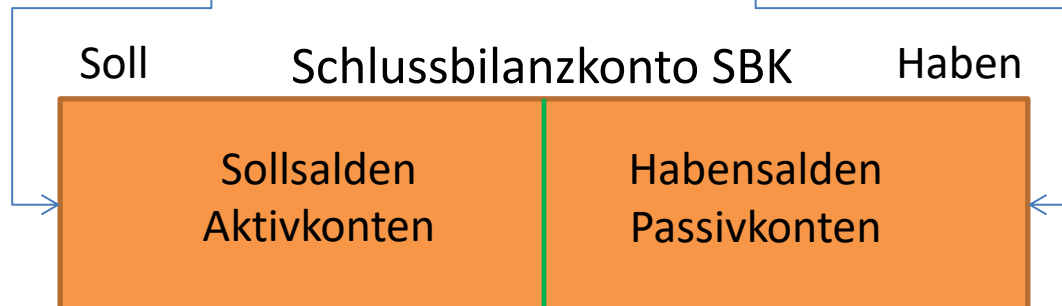 Soll Schlussbilanzkonto SBK Haben
Sollsalden Habensalden
Aktivkonten Passivkonten